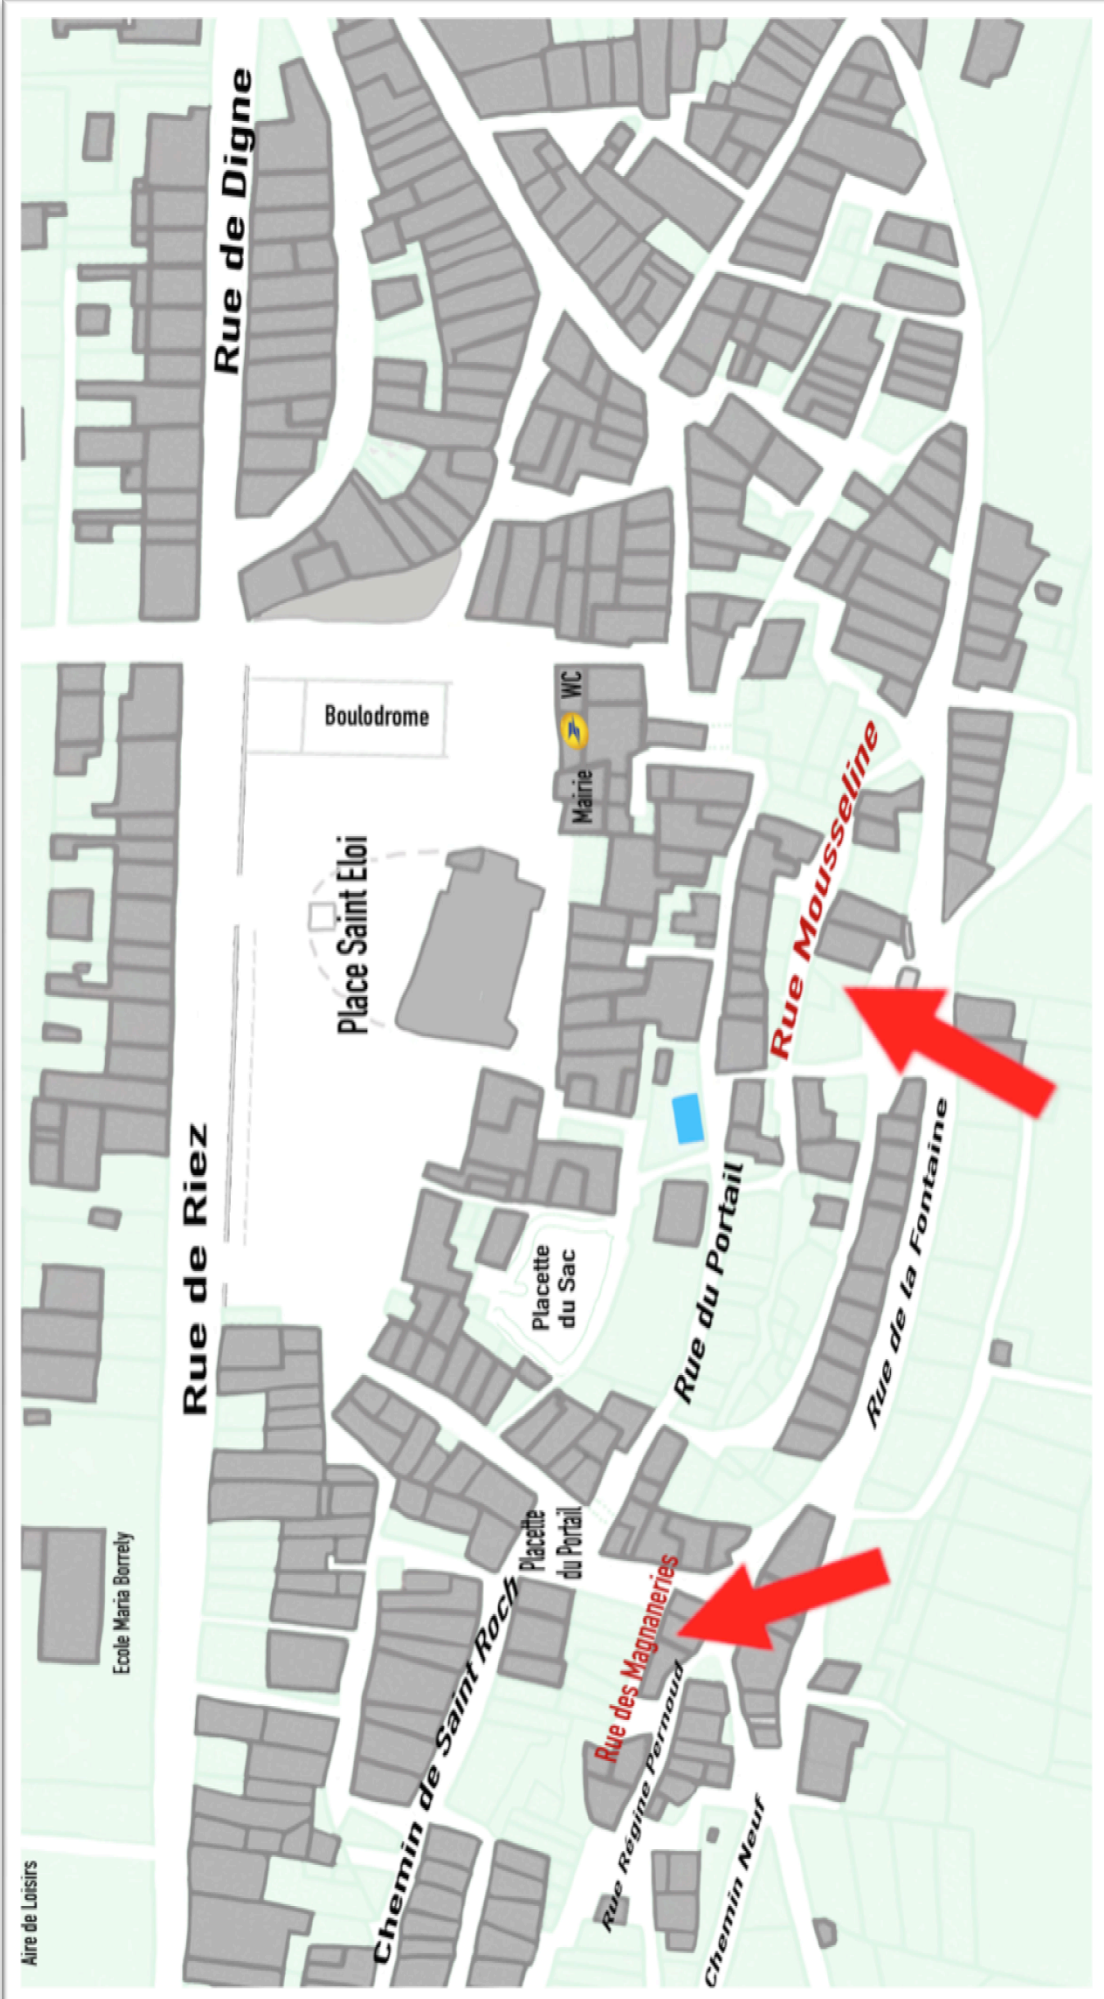 Rue de Digne
Boulodrome
WC
Mairie
Place Saint Eloi
Rue Mousseline
Rue de Riez
Placette
du Sac
Rue du Portail
Rue de la Fontaine
Ecole Maria Borrely
Placette
du Portail
Chemin de Saint Roch
Rue des Magnaneries
Rue Régine Pernoud
Chemin Neuf
Aire de Loisirs